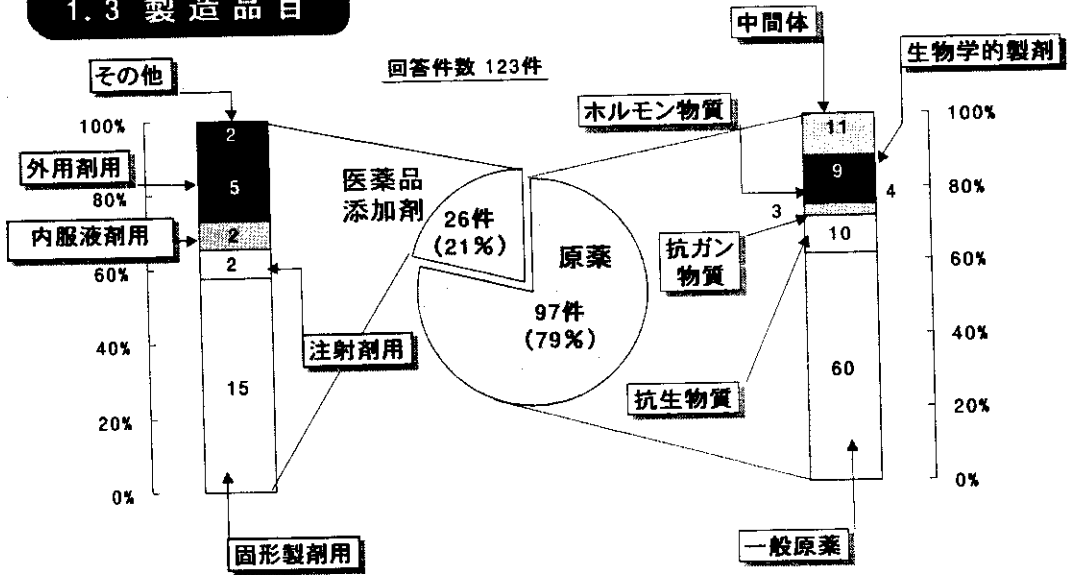 1.3 製造品目
回答件数 123件
その他
外用剤用
内服液剤用
注射剤用
固形製剤用
100%
80%
60%
40%
20%
0%
2
5
2
2
15
医薬品
添加剤
26件
(21%)
原薬
97件
(79%)
中間体
生物学的製剤
ホルモン物質
抗ガン
物質
抗生物質
一般原薬
11
9
4
3
10
60
100%
80%
60%
40%
20%
0%